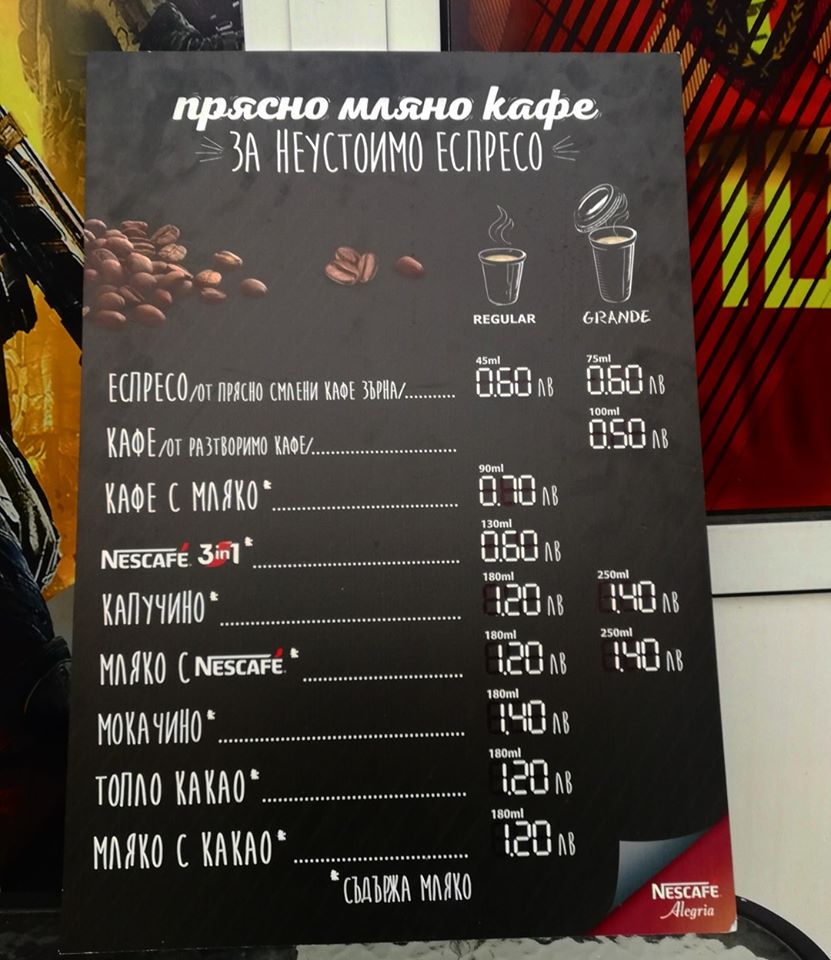 прясно мляно кафе
ЗА НЕУСТОИМО ЕСПРЕСО
REGULAR GRANDE
45ml 75ml
ЕСПРЕСО/ОТ ПРЯСНО СМЛЕНИ КАФЕ ЗЪРНА/.......... 0.60 ЛВ 0.60 ЛВ
100ml
КАФЕ/ОТ РАЗТВОРИМО КАФЕ/.............................. 0.50 ЛВ
90ml
КАФЕ С МЛЯКО*...................................... 0.70 ЛВ
130ml
NESCAFÉ 3in1*.......................................... 0.60 ЛВ
180ml 250ml
КАПУЧИНО*................................................ 1.20 ЛВ 1.40 ЛВ
180ml 250ml
МЛЯКО С NESCAFÉ*................................ 1.20 ЛВ 1.40 ЛВ
180ml
МОКАЧИНО*................................................ 1.40 ЛВ
180ml
ТОПЛО КАКАО*........................................ 1.20 ЛВ
180ml
МЛЯКО С КАКАО*.................................. 1.20 ЛВ
*СЪДЪРЖА МЛЯКО
NESCAFÉ
Alegria